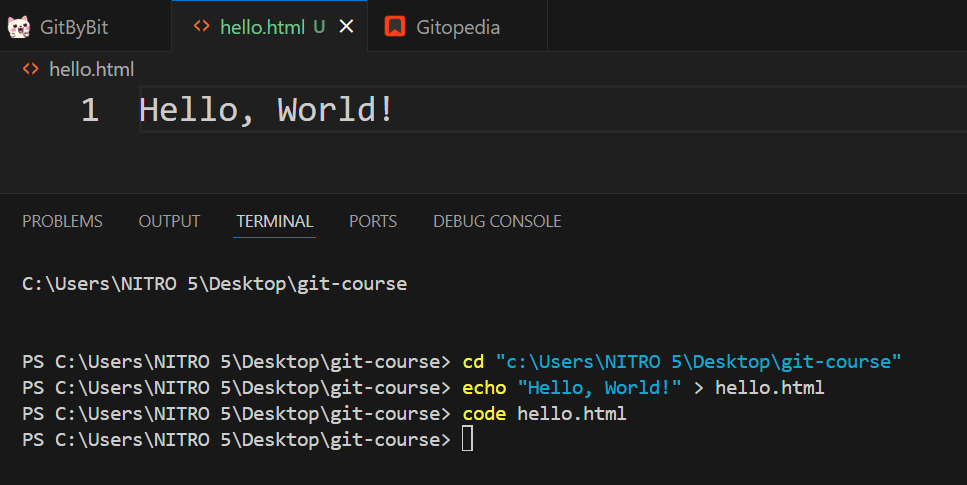 GitByBit <> hello.html U × Gitopedia
<> hello.html
1 Hello, World!
PROBLEMS OUTPUT TERMINAL PORTS DEBUG CONSOLE
C:\Users\NITRO 5\Desktop\git-course
PS C:\Users\NITRO 5\Desktop\git-course> cd "c:\Users\NITRO 5\Desktop\git-course"
PS C:\Users\NITRO 5\Desktop\git-course> echo "Hello, World!" > hello.html
PS C:\Users\NITRO 5\Desktop\git-course> code hello.html
PS C:\Users\NITRO 5\Desktop\git-course>